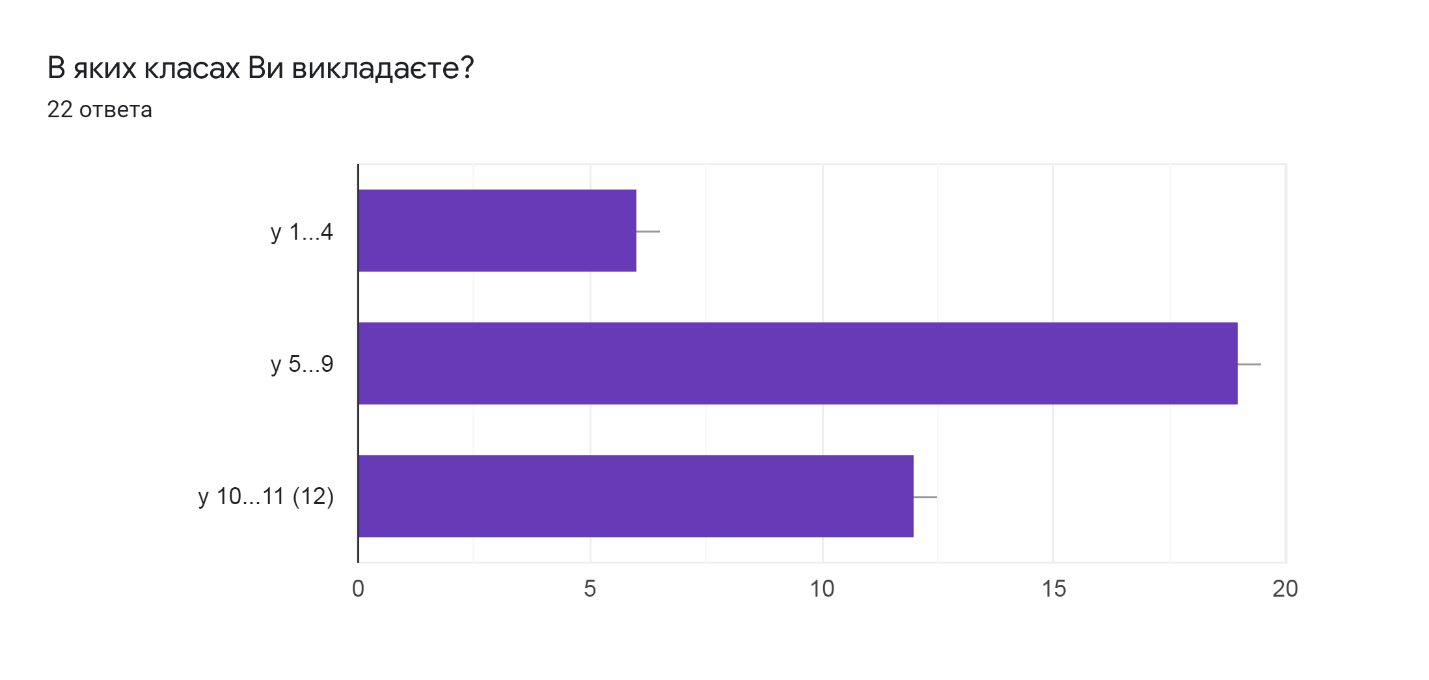 В яких класах Ви викладаєте?
22 ответа
у 1...4
у 5...9
у 10...11 (12)
0 5 10 15 20